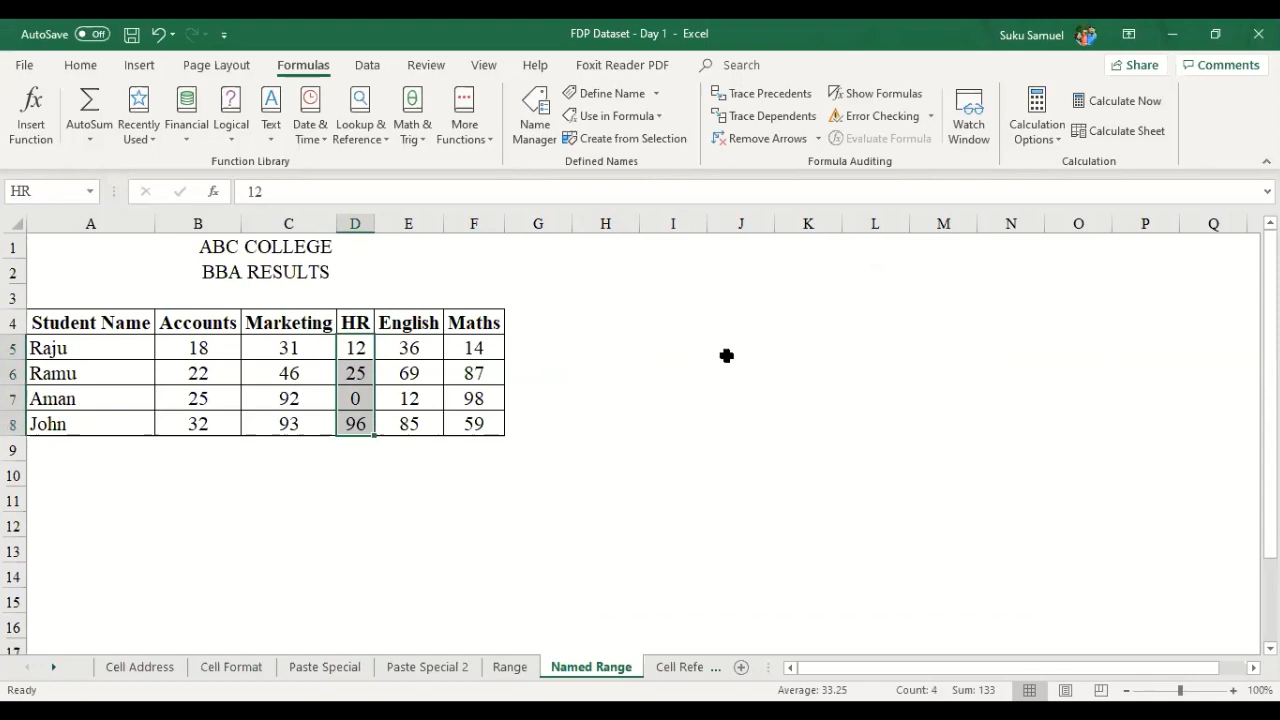 AutoSave Off FDP Dataset - Day 1 - Excel Suku Samuel
File Home Insert Page Layout Formulas Data Review View Help Foxit Reader PDF Search Share Comments
fx Insert Function
AutoSum
Recently Used
Financial
Logical
A Text
Date & Time
Lookup & Reference
θ Math & Trig
More Functions
Function Library
Name Manager
Define Name
Use in Formula
Create from Selection
Defined Names
Trace Precedents
Trace Dependents
Remove Arrows
Show Formulas
Error Checking
Evaluate Formula
Formula Auditing
Watch Window
Calculation Options
Calculate Now
Calculate Sheet
Calculation
HR fx 12
A B C D E F G H I J K L M N O P Q
1 ABC COLLEGE
2 BBA RESULTS
3
4 Student Name Accounts Marketing HR English Maths
5 Raju 18 31 12 36 14
6 Ramu 22 46 25 69 87
7 Aman 25 92 0 12 98
8 John 32 93 96 85 59
9
10
11
12
13
14
15
16
17
Cell Address Cell Format Paste Special Paste Special 2 Range Named Range Cell Refe ...
Ready Average: 33.25 Count: 4 Sum: 133 100%